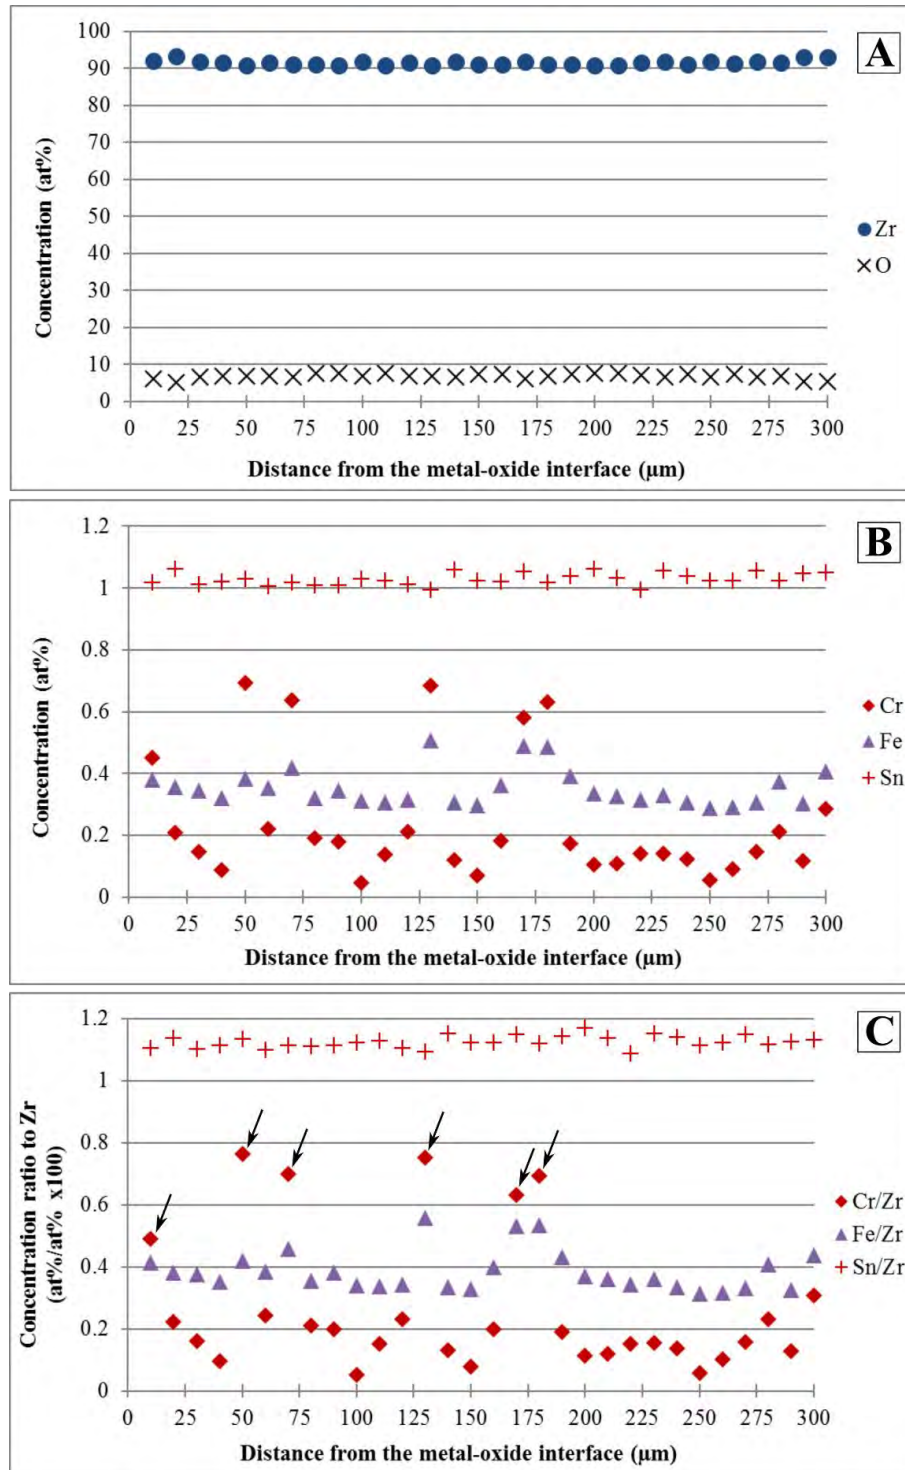 A
100
90
80
70
60
50
40
30
20
10
0
Concentration (at%)
Zr
O
0 25 50 75 100 125 150 175 200 225 250 275 300
Distance from the metal-oxide interface (µm)
B
1.2
1
0.8
0.6
0.4
0.2
0
Concentration (at%)
Cr
Fe
Sn
0 25 50 75 100 125 150 175 200 225 250 275 300
Distance from the metal-oxide interface (µm)
C
1.2
1
0.8
0.6
0.4
0.2
0
Concentration ratio to Zr
(at%/at% x100)
Cr/Zr
Fe/Zr
Sn/Zr
0 25 50 75 100 125 150 175 200 225 250 275 300
Distance from the metal-oxide interface (µm)